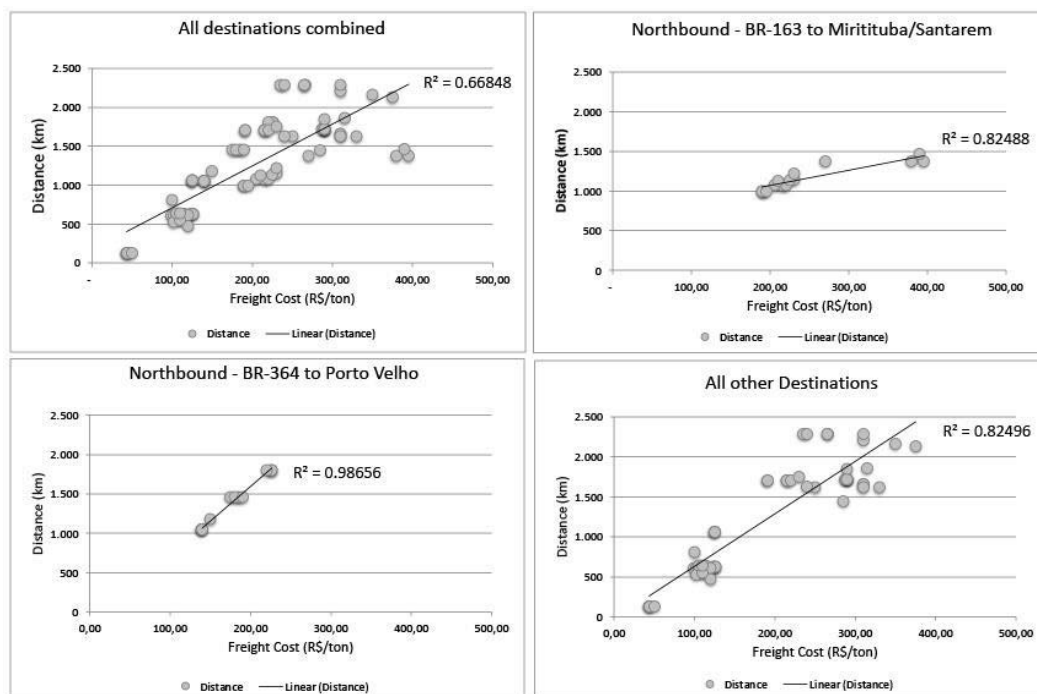 All destinations combined
2.500
2.000
1.500
1.000
500
0
Distance (km)
R² = 0.66848
-
100,00
200,00
300,00
400,00
500,00
Freight Cost (R$/ton)
Distance
Linear (Distance)
Northbound - BR-163 to Miritituba/Santarem
2.500
2.000
1.500
1.000
500
0
Distance (km)
R² = 0.82488
-
100,00
200,00
300,00
400,00
500,00
Freight Cost (R$/ton)
Distance
Linear (Distance)
Northbound - BR-364 to Porto Velho
2.500
2.000
1.500
1.000
500
0
Distance (km)
R² = 0.98656
0,00
100,00
200,00
300,00
400,00
500,00
Freight Cost (R$/ton)
Distance
Linear (Distance)
All other Destinations
2.500
2.000
1.500
1.000
500
0
Distance (km)
R² = 0.82496
0,00
100,00
200,00
300,00
400,00
500,00
Freight Cost (R$/ton)
Distance
Linear (Distance)